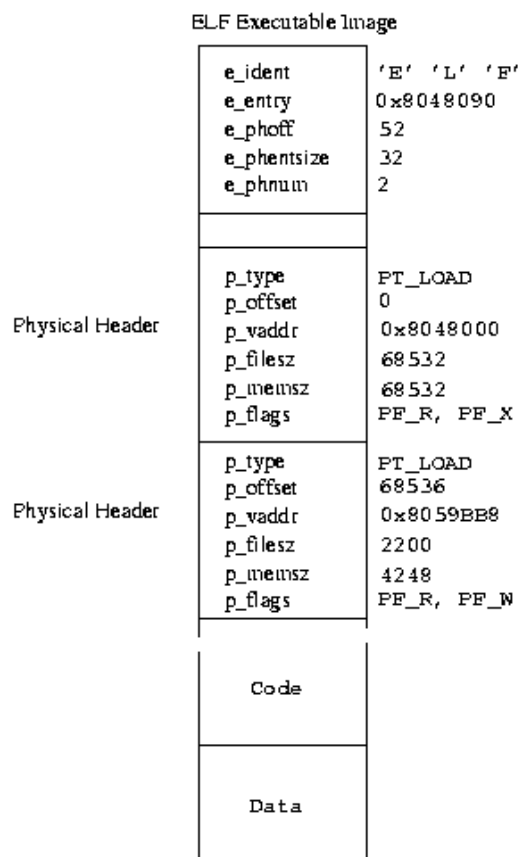 ELF Executable Image
e_ident 'E' 'L' 'F'
e_entry 0x8048090
e_phoff 52
e_phentsize 32
e_phnum 2
Physical Header
p_type PT_LOAD
p_offset 0
p_vaddr 0x8048000
p_filesz 68532
p_memsz 68532
p_flags PF_R, PF_X
Physical Header
p_type PT_LOAD
p_offset 68536
p_vaddr 0x8059BB8
p_filesz 2200
p_memsz 4248
p_flags PF_R, PF_W
Code
Data